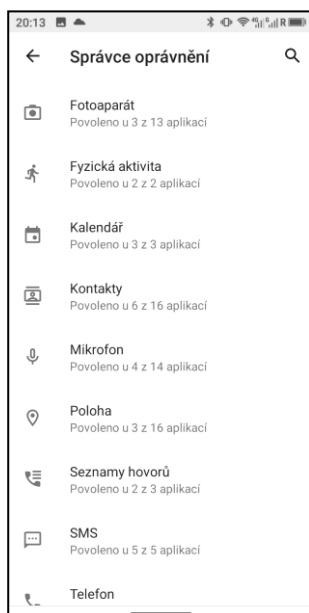 20:13
Správce oprávnění
Fotoaparát
Povoleno u 3 z 13 aplikací
Fyzická aktivita
Povoleno u 2 z 2 aplikací
Kalendář
Povoleno u 3 z 3 aplikací
Kontakty
Povoleno u 6 z 16 aplikací
Mikrofon
Povoleno u 4 z 14 aplikací
Poloha
Povoleno u 3 z 16 aplikací
Seznamy hovorů
Povoleno u 2 z 3 aplikací
SMS
Povoleno u 5 z 5 aplikací
Telefon